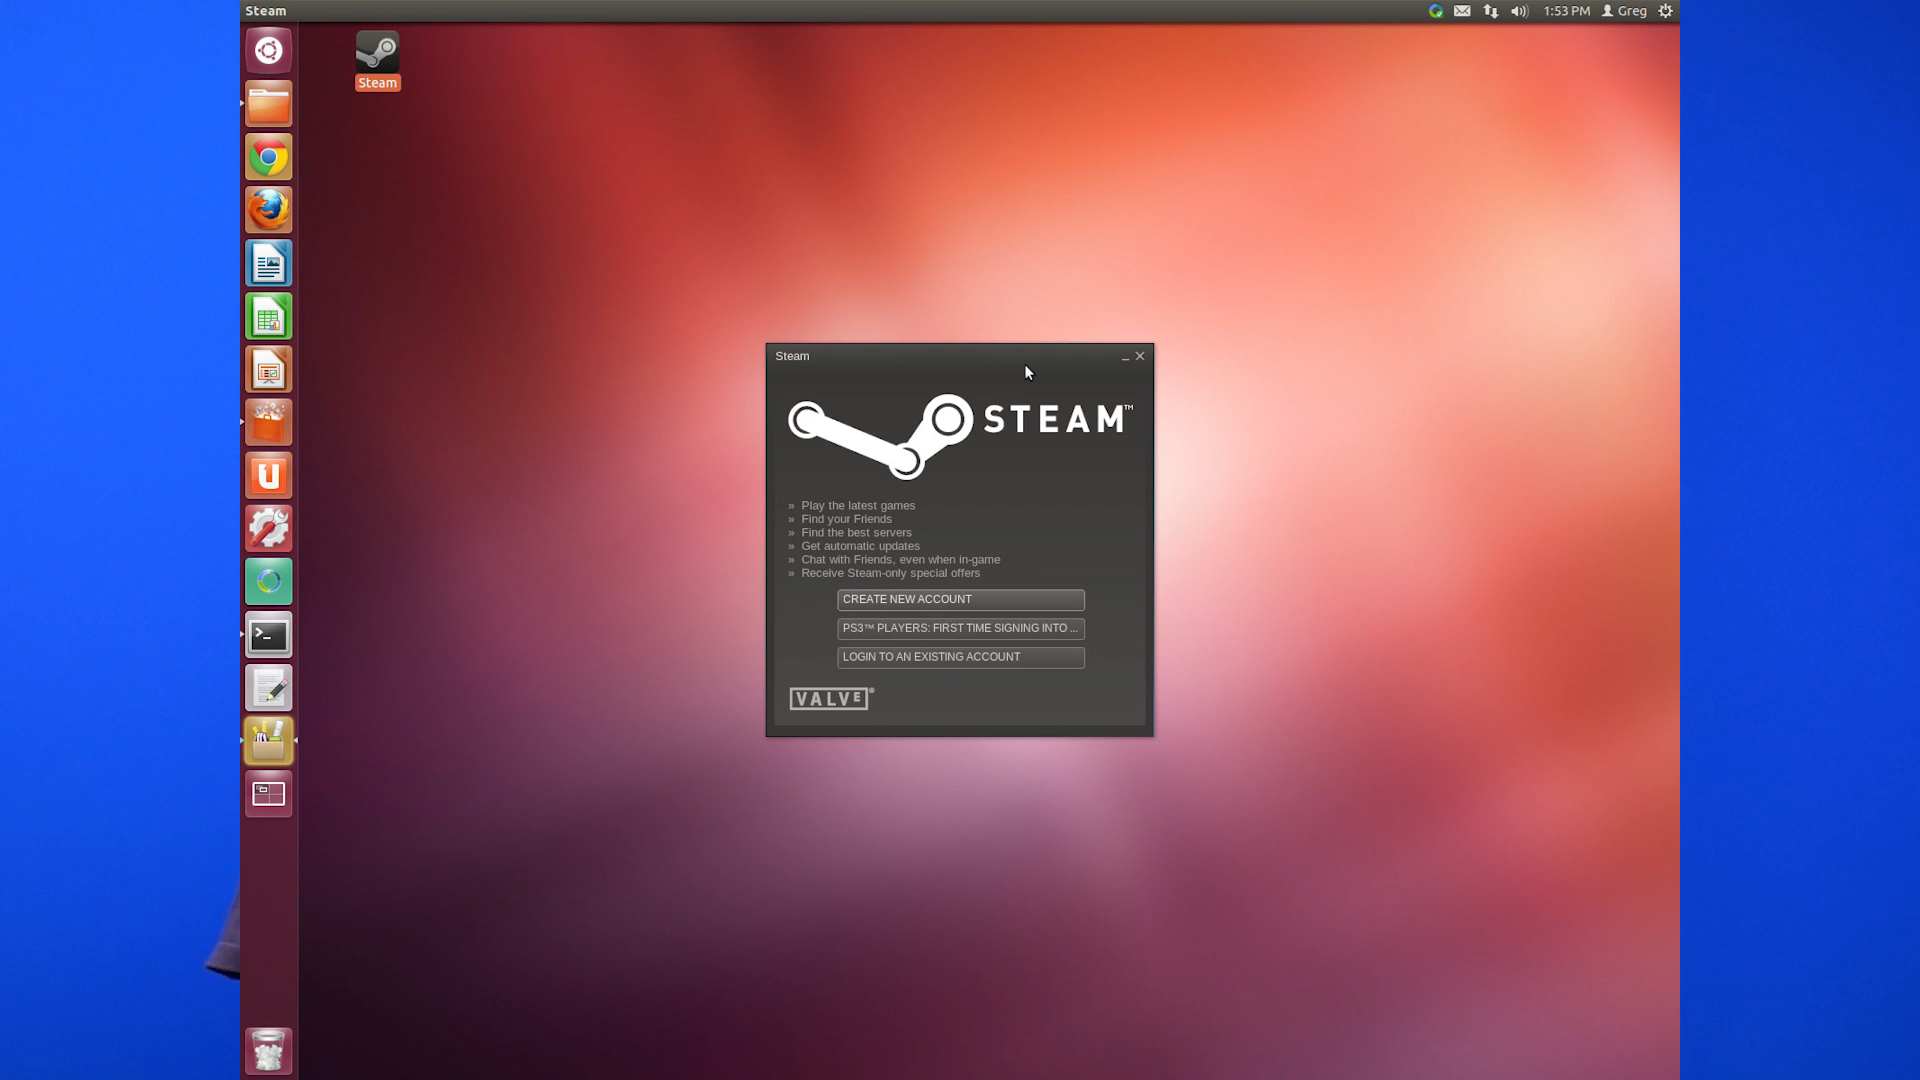 Steam
1:53 PM
Greg
Steam
Steam
STEAM™
» Play the latest games
» Find your Friends
» Find the best servers
» Get automatic updates
» Chat with Friends, even when in-game
» Receive Steam-only special offers
CREATE NEW ACCOUNT
PS3™ PLAYERS: FIRST TIME SIGNING INTO ...
LOGIN TO AN EXISTING ACCOUNT
VALVE®